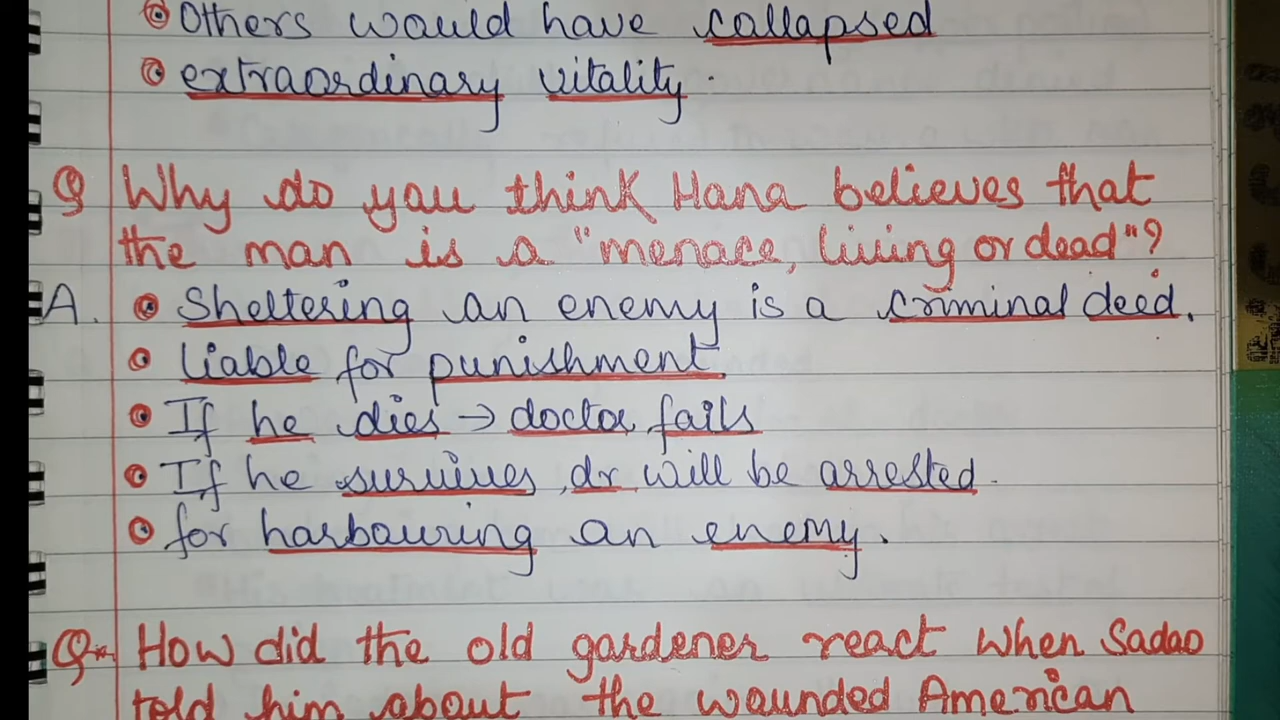 Others would have collapsed
extraordinary vitality.
Q Why do you think Hana believes that
the man is a "menace, living or dead"?
A. Sheltering an enemy is a criminal deed.
liable for punishment.
If he dies → doctor fails
If he survives, dr will be arrested.
for harbouring an enemy.
Q. How did the old gardener react when Sadao
told him about the wounded American